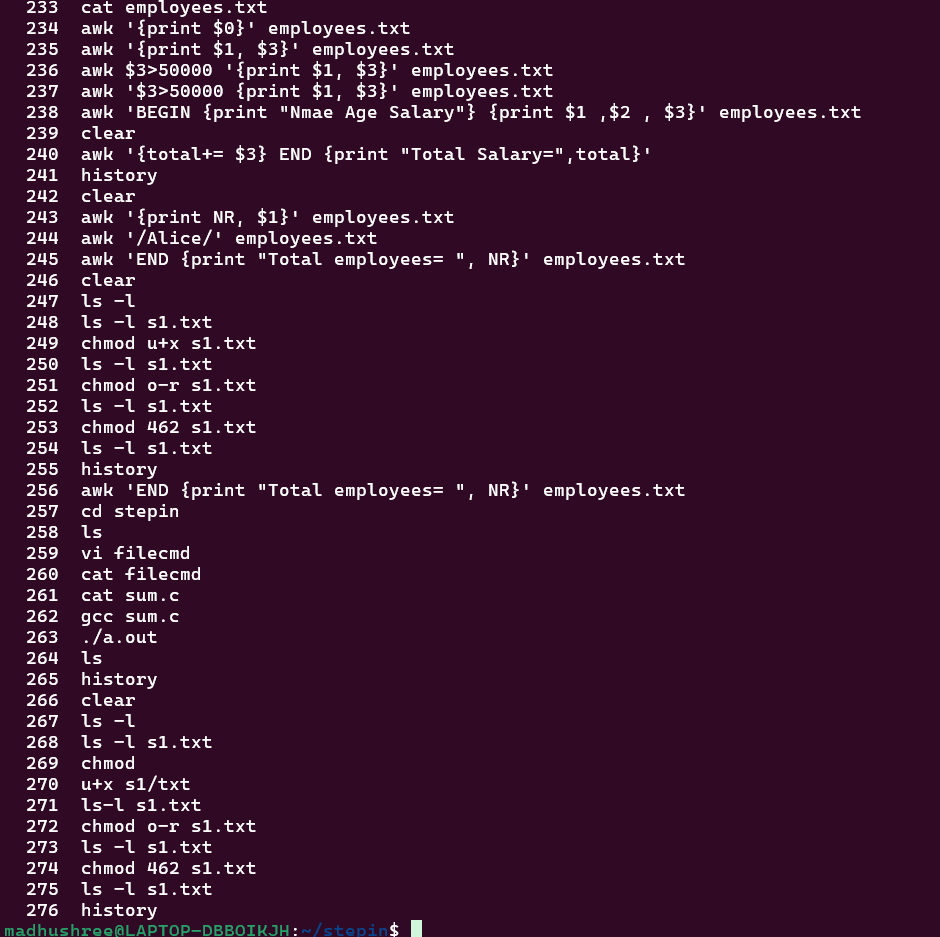 233  cat employees.txt
234  awk '{print $0}' employees.txt
235  awk '{print $1, $3}' employees.txt
236  awk $3>50000 '{print $1, $3}' employees.txt
237  awk '$3>50000 {print $1, $3}' employees.txt
238  awk 'BEGIN {print "Nmae Age Salary"} {print $1 ,$2 , $3}' employees.txt
239  clear
240  awk '{total+= $3} END {print "Total Salary=",total}'
241  history
242  clear
243  awk '{print NR, $1}' employees.txt
244  awk '/Alice/' employees.txt
245  awk 'END {print "Total employees= ", NR}' employees.txt
246  clear
247  ls -l
248  ls -l s1.txt
249  chmod u+x s1.txt
250  ls -l s1.txt
251  chmod o-r s1.txt
252  ls -l s1.txt
253  chmod 462 s1.txt
254  ls -l s1.txt
255  history
256  awk 'END {print "Total employees= ", NR}' employees.txt
257  cd stepin
258  ls
259  vi filecmd
260  cat filecmd
261  cat sum.c
262  gcc sum.c
263  ./a.out
264  ls
265  history
266  clear
267  ls -l
268  ls -l s1.txt
269  chmod
270  u+x s1/txt
271  ls-l s1.txt
272  chmod o-r s1.txt
273  ls -l s1.txt
274  chmod 462 s1.txt
275  ls -l s1.txt
276  history
madhushree@LAPTOP-DBBOIKJH:~/stepin$